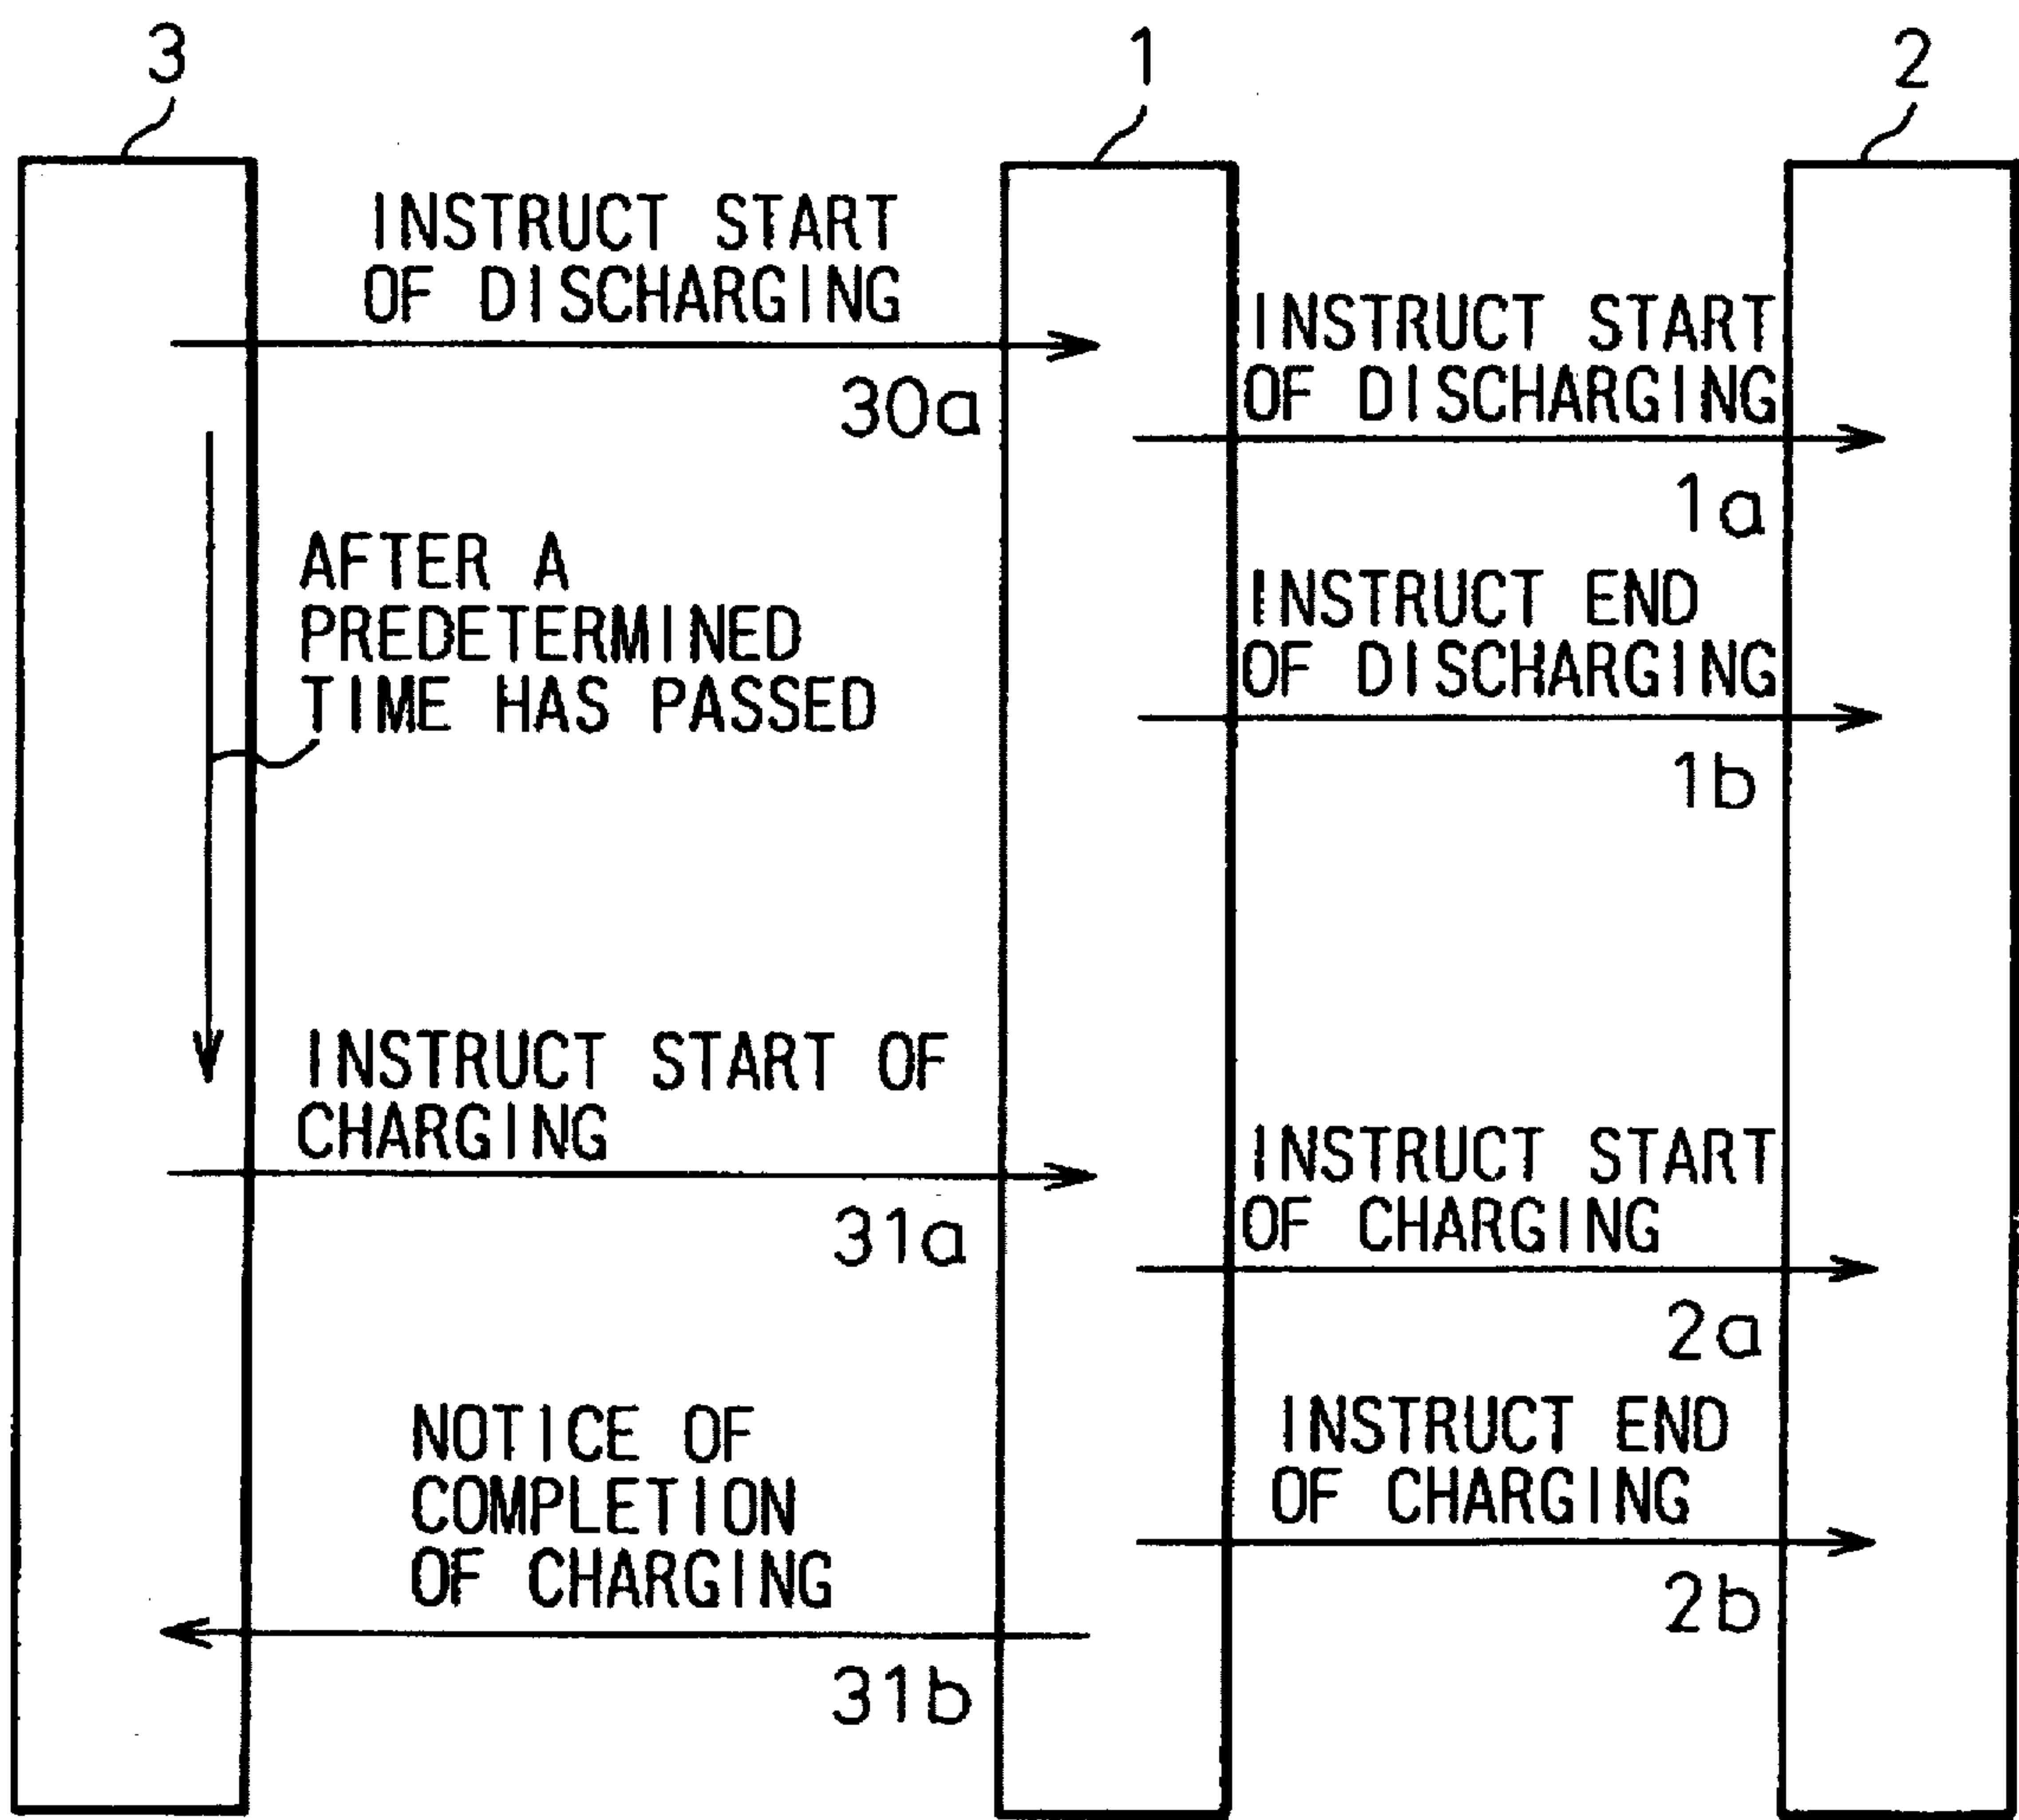 3
1
2
INSTRUCT START
OF DISCHARGING
30a
INSTRUCT START
OF DISCHARGING
1a
AFTER A
PREDETERMINED
TIME HAS PASSED
INSTRUCT END
OF DISCHARGING
1b
INSTRUCT START OF
CHARGING
31a
INSTRUCT START
OF CHARGING
2a
NOTICE OF
COMPLETION
OF CHARGING
31b
INSTRUCT END
OF CHARGING
2b